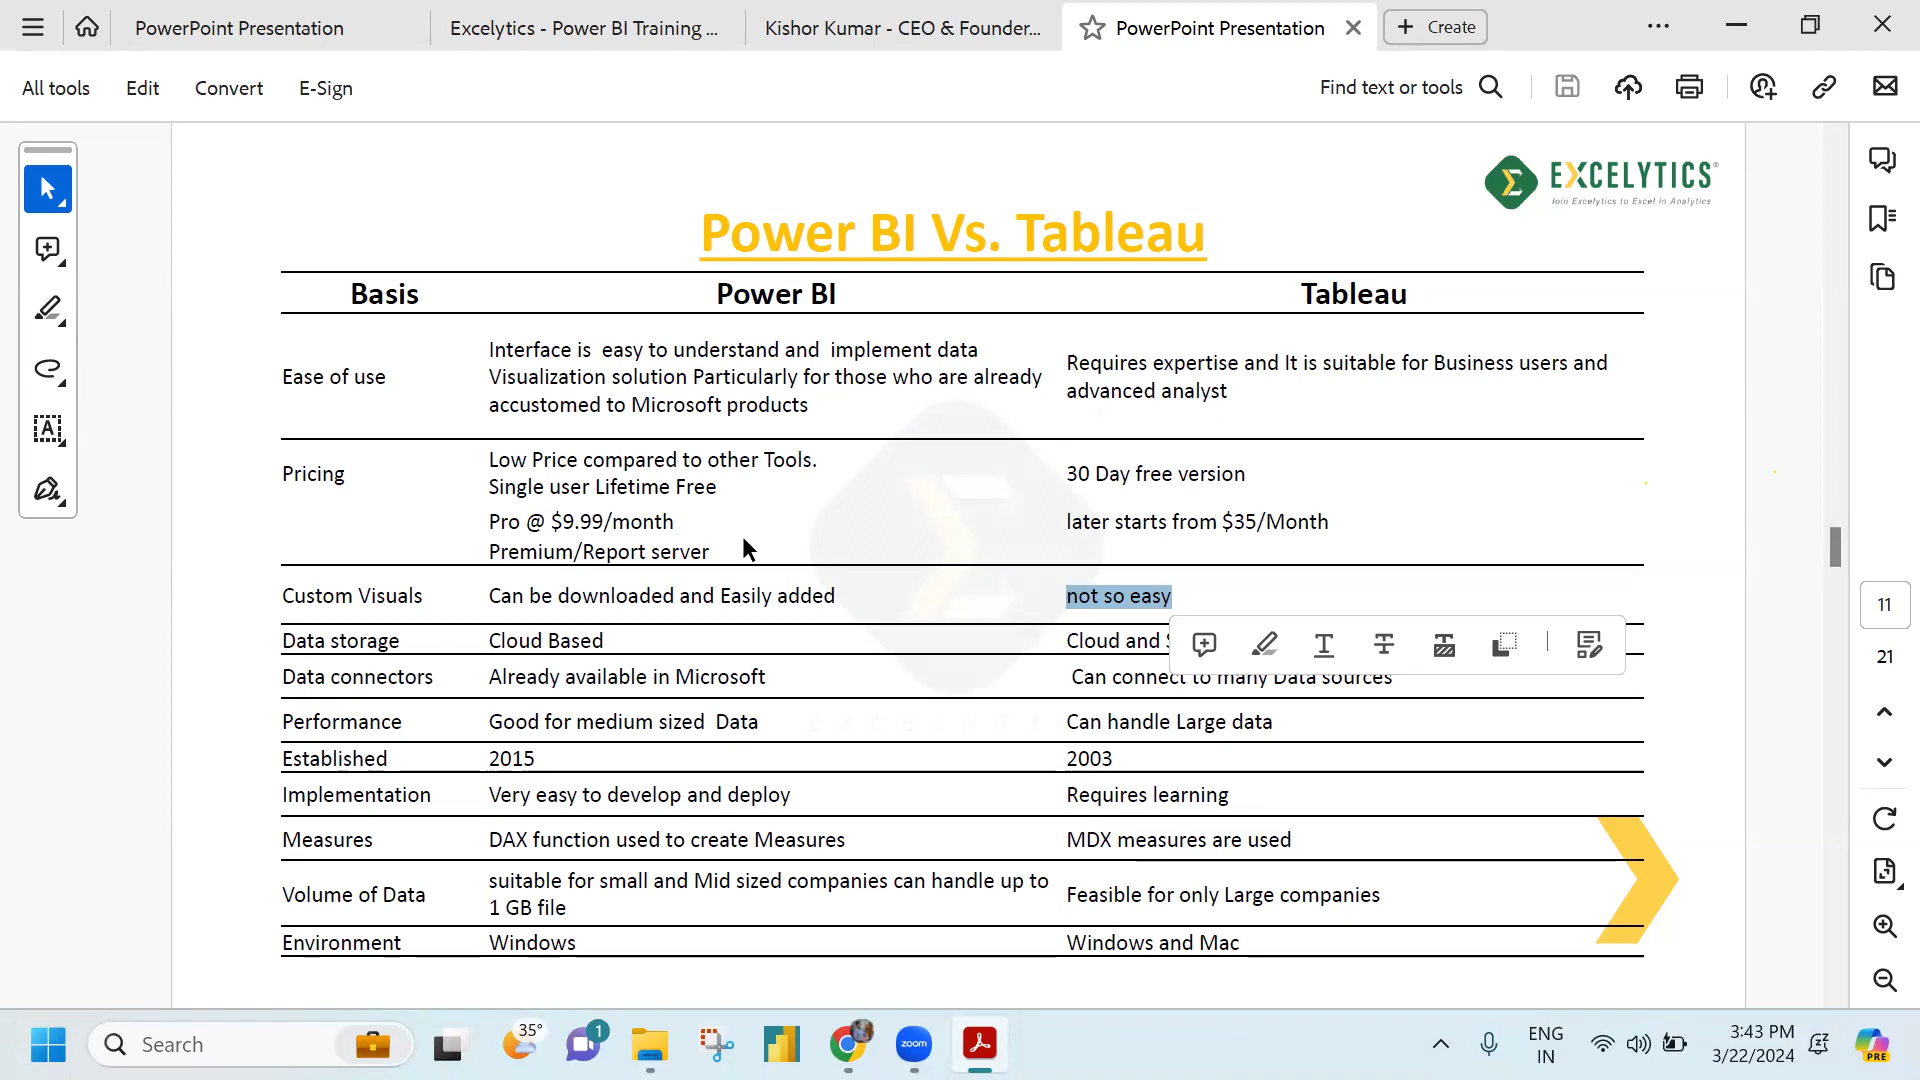 PowerPoint Presentation
Excelytics - Power BI Training ...
Kishor Kumar - CEO & Founder...
PowerPoint Presentation
Create
All tools
Edit
Convert
E-Sign
Find text or tools
EXCELYTICS
Join Excelytics to Excel in Analytics
Power BI Vs. Tableau
Basis Power BI Tableau
Ease of use
Interface is easy to understand and implement data
Visualization solution Particularly for those who are already
accustomed to Microsoft products
Requires expertise and It is suitable for Business users and
advanced analyst
Pricing
Low Price compared to other Tools.
Single user Lifetime Free
30 Day free version
Pro @ $9.99/month
later starts from $35/Month
Premium/Report server
Custom Visuals Can be downloaded and Easily added not so easy
Data storage Cloud Based Cloud and
Data connectors Already available in Microsoft Can connect to many Data sources
Performance Good for medium sized Data Can handle Large data
Established 2015 2003
Implementation Very easy to develop and deploy Requires learning
Measures DAX function used to create Measures MDX measures are used
Volume of Data
suitable for small and Mid sized companies can handle up to
1 GB file
Feasible for only Large companies
Environment Windows Windows and Mac
A
11
21
Search
35°
1
zoom
ENG
IN
3:43 PM
3/22/2024
PRE